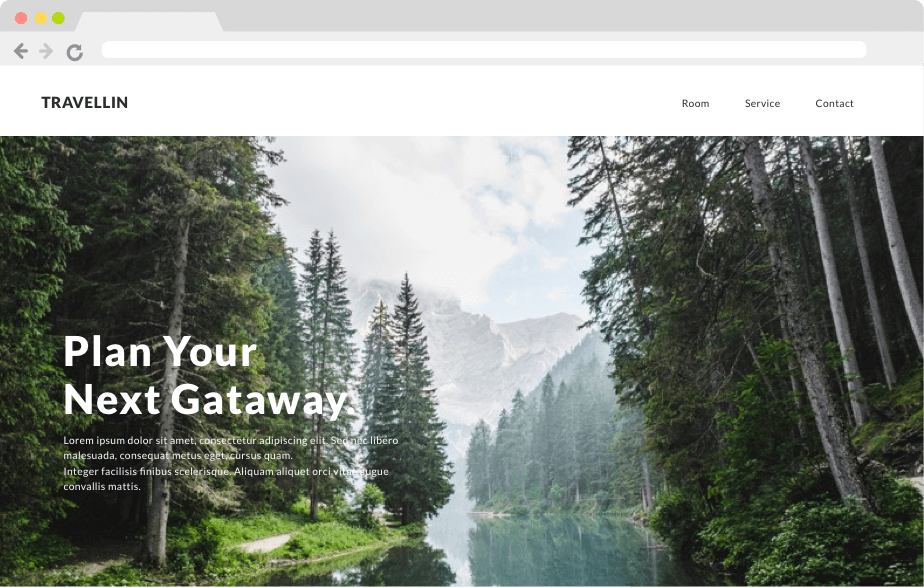 TRAVELLIN
Room Service Contact
Plan Your
Next Gataway.
Lorem ipsum dolor sit amet, consectetur adipiscing elit. Sed nec libero
malesuada, consequat metus eget, cursus quam.
Integer facilisis finibus scelerisque. Aliquam aliquet orci vitae augue
convallis mattis.